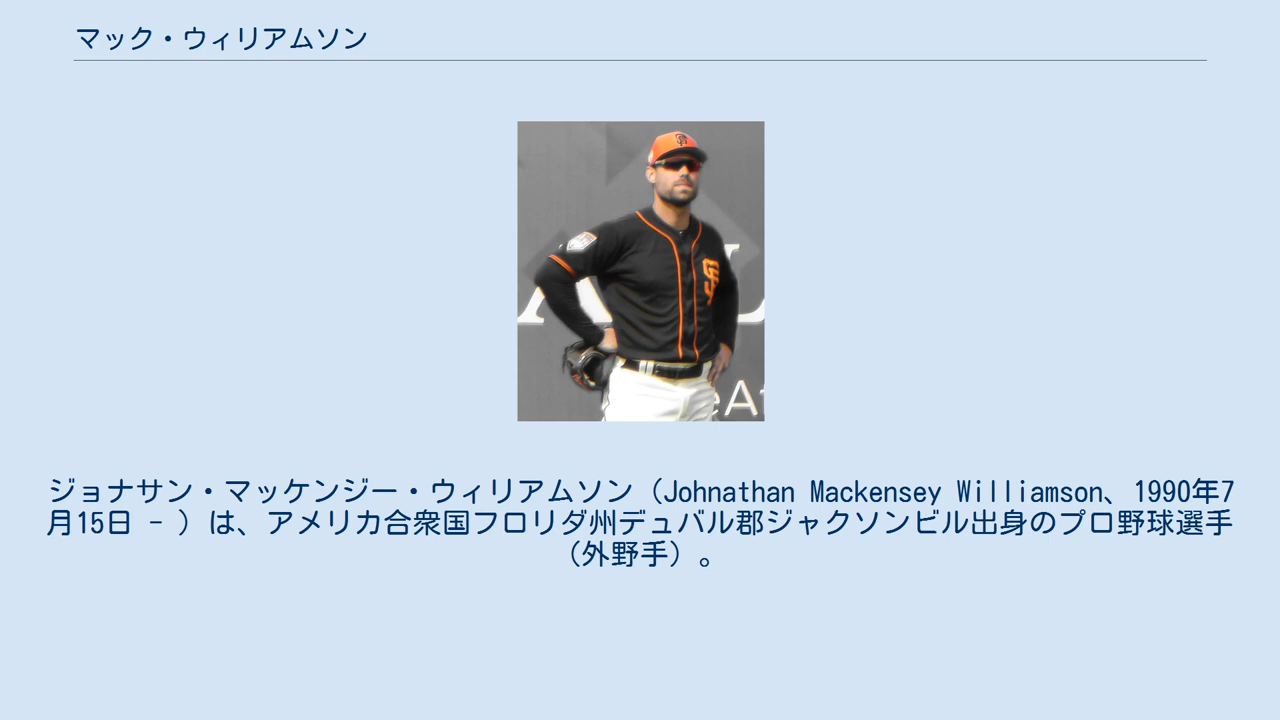 マック・ウィリアムソン
SF
eAt
ジョナサン・マッケンジー・ウィリアムソン（Johnathan Mackensey Williamson、1990年7
月15日 - ）は、アメリカ合衆国フロリダ州デュバル郡ジャクソンビル出身のプロ野球選手
（外野手）。